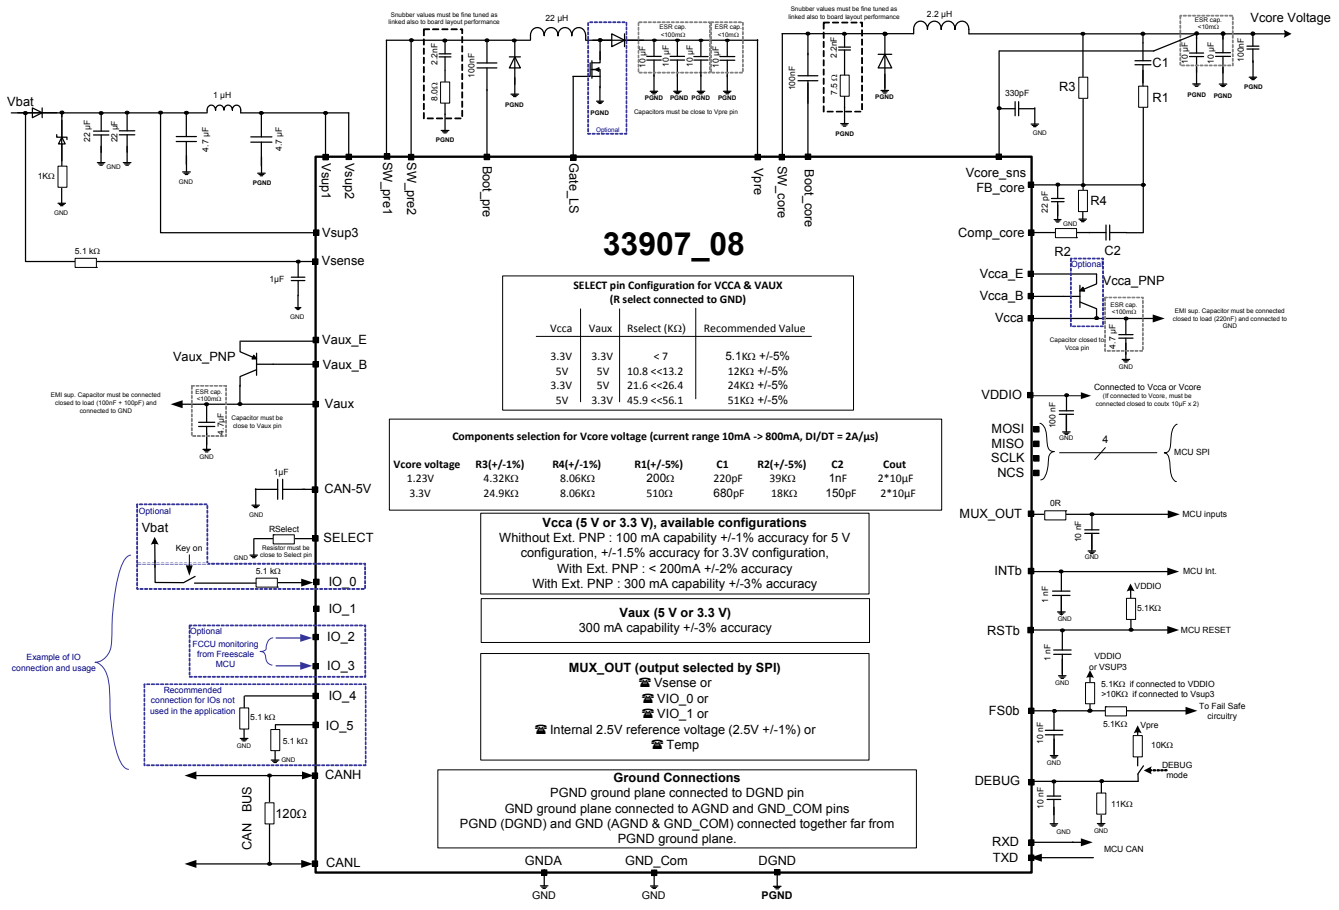 Snubber values must be fine tuned as
linked also to board layout performance
22 µH
ESR cap.
<100mΩ
ESR cap.
<10mΩ
2.2nF
8.0Ω
100nF
10 µF
10 µF
10 µF
10 µF
PGND
PGND
PGND
PGND
PGND
PGND
PGND
PGND
Optional
Capacitors must be close to Vpre pin
Snubber values must be fine tuned as
linked also to board layout performance
2.2 µH
ESR cap.
<10mΩ
Vcore Voltage
2.2nF
7.5 Ω
100nF
PGND
PGND
330pF
GND
R3
C1
R1
10 µF
10 µF
100nF
PGND
PGND
PGND
Vbat
1 µH
22 µF
22 µF
4.7 µF
4.7 µF
1KΩ
GND
GND
GND
PGND
Vsup1
Vsup2
SW_pre1
SW_pre2
Boot_pre
Gate_LS
Vpre
SW_core
Boot_core
Vcore_sns
FB_core
22 pF
GND
R4
Comp_core
R2
C2
Vsup3
5.1 kΩ
Vsense
1µF
GND
33907_08
SELECT pin Configuration for VCCA & VAUX
(R select connected to GND)
Vcca Vaux Rselect (KΩ) Recommended Value
3.3V 3.3V < 7 5.1KΩ +/-5%
5V 5V 10.8 <<13.2 12KΩ +/-5%
3.3V 5V 21.6 <<26.4 24KΩ +/-5%
5V 3.3V 45.9 <<56.1 51KΩ +/-5%
Optional
Vcca_E
Vcca_PNP
Vcca_B
Vcca
ESR cap.
<100mΩ
4.7 µF
GND
Capacitor closed to
Vcca pin
EMI sup. Capacitor must be connected
closed to load (220nF) and connected to
GND
Vaux_E
Vaux_PNP
Vaux_B
Vaux
EMI sup. Capacitor must be connected
closed to load (100nF + 100pF) and
connected to GND
ESR cap.
<100mΩ
4.7µF
GND
Capacitor must be
close to Vaux pin
VDDIO
Connected to Vcca or Vcore
(If connected to Vcore, must be
connected closed to coutx 10µF x 2)
100 nF
GND
MOSI
MISO
SCLK
NCS
4
MCU SPI
Components selection for Vcore voltage (current range 10mA -> 800mA, DI/DT = 2A/µs)
Vcore voltage R3(+/-1%) R4(+/-1%) R1(+/-5%) C1 R2(+/-5%) C2 Cout
1.23V 4.32KΩ 8.06KΩ 200Ω 220pF 39KΩ 1nF 2*10µF
3.3V 24.9KΩ 8.06KΩ 510Ω 680pF 18KΩ 150pF 2*10µF
1µF
CAN-5V
GND
RSelect
SELECT
GND
Resistor must be
close to Select pin
Optional
Vbat
Key on
5.1 kΩ
IO_0
IO_1
Optional
FCCU monitoring
from Freescale
MCU
IO_2
IO_3
Example of IO
connection and usage
Recommended
connection for IOs not
used in the application
IO_4
5.1 kΩ
GND
IO_5
5.1 kΩ
GND
CANH
CAN BUS
120Ω
CANL
Vcca (5 V or 3.3 V), available configurations
Whithout Ext. PNP : 100 mA capability +/-1% accuracy for 5 V
configuration, +/-1.5% accuracy for 3.3V configuration,
With Ext. PNP : < 200mA +/-2% accuracy
With Ext. PNP : 300 mA capability +/-3% accuracy
Vaux (5 V or 3.3 V)
300 mA capability +/-3% accuracy
MUX_OUT (output selected by SPI)
☎ Vsense or
☎ VIO_0 or
☎ VIO_1 or
☎ Internal 2.5V reference voltage (2.5V +/-1%) or
☎ Temp
Ground Connections
PGND ground plane connected to DGND pin
GND ground plane connected to AGND and GND_COM pins
PGND (DGND) and GND (AGND & GND_COM) connected together far from
PGND ground plane.
MUX_OUT
0R
MCU inputs
10 nF
GND
INTb
MCU Int.
1 nF
GND
VDDIO
5.1KΩ
RSTb
MCU RESET
1 nF
GND
VDDIO
or VSUP3
5.1KΩ if connected to VDDIO
>10KΩ if connected to Vsup3
FS0b
5.1KΩ
To Fail Safe
circuitry
10 nF
GND
Vpre
10KΩ
DEBUG
mode
DEBUG
10 nF
11KΩ
GND
GND
RXD
TXD
MCU CAN
GNDA
GND_Com
DGND
GND
GND
PGND